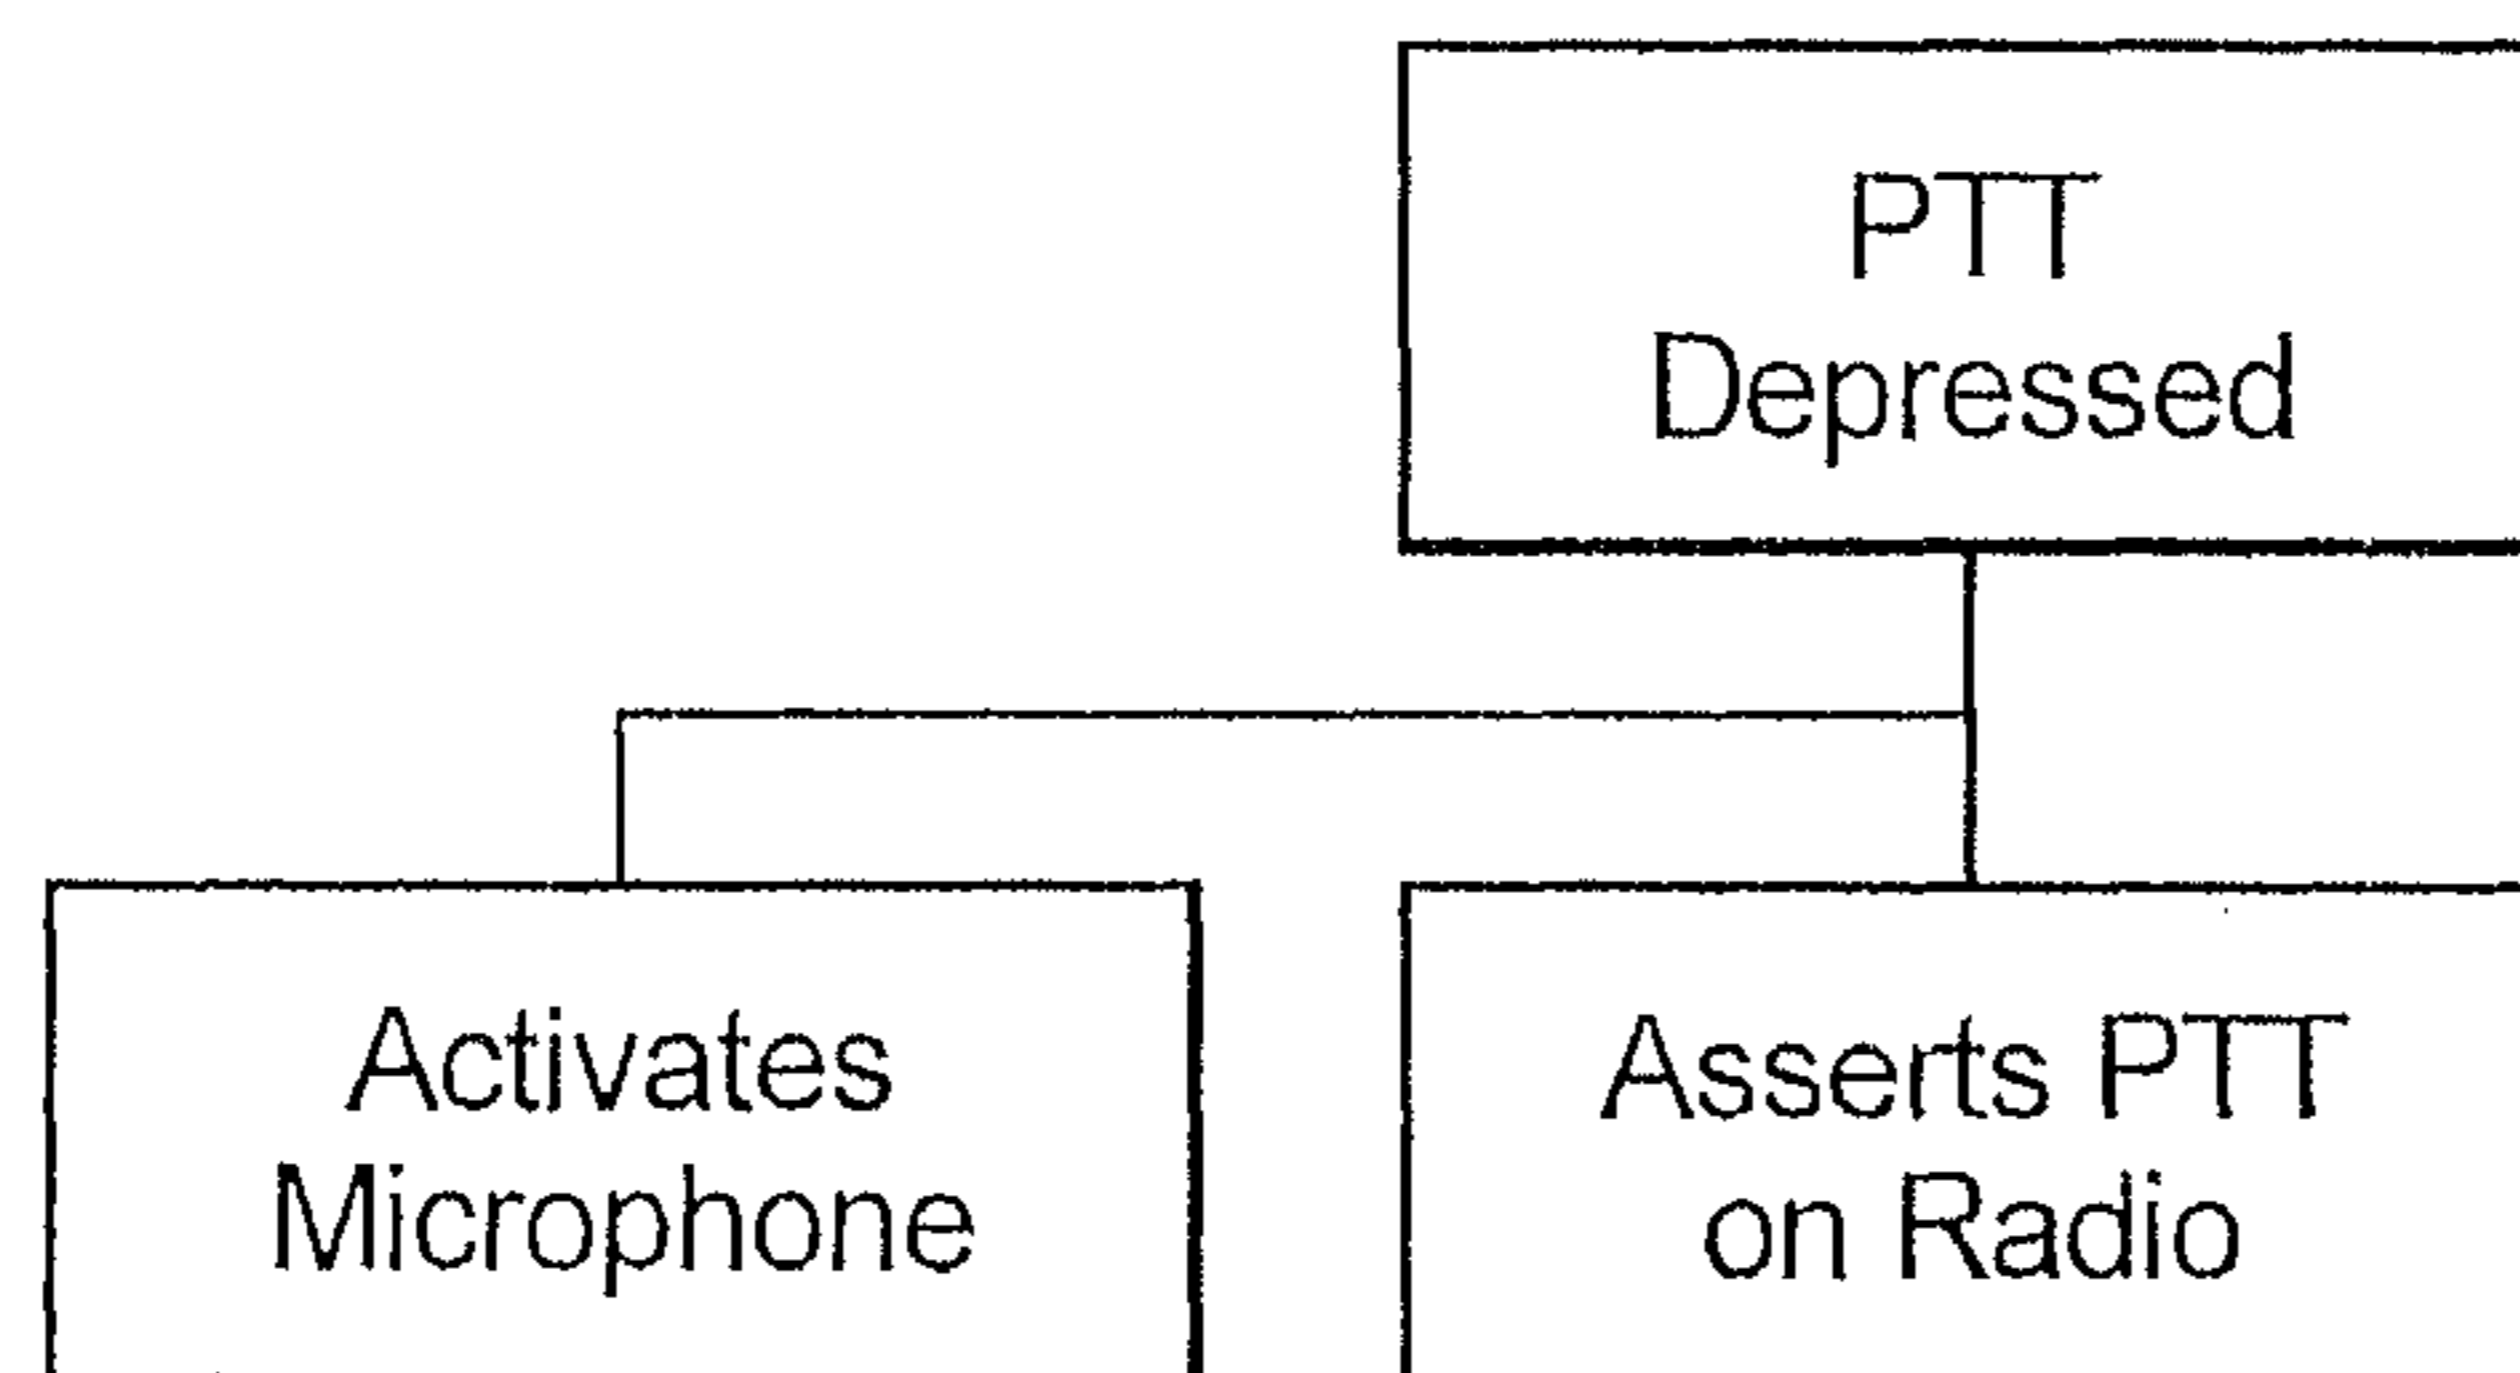 PTT
Depressed
Activates
Microphone
Asserts PTT
on Radio